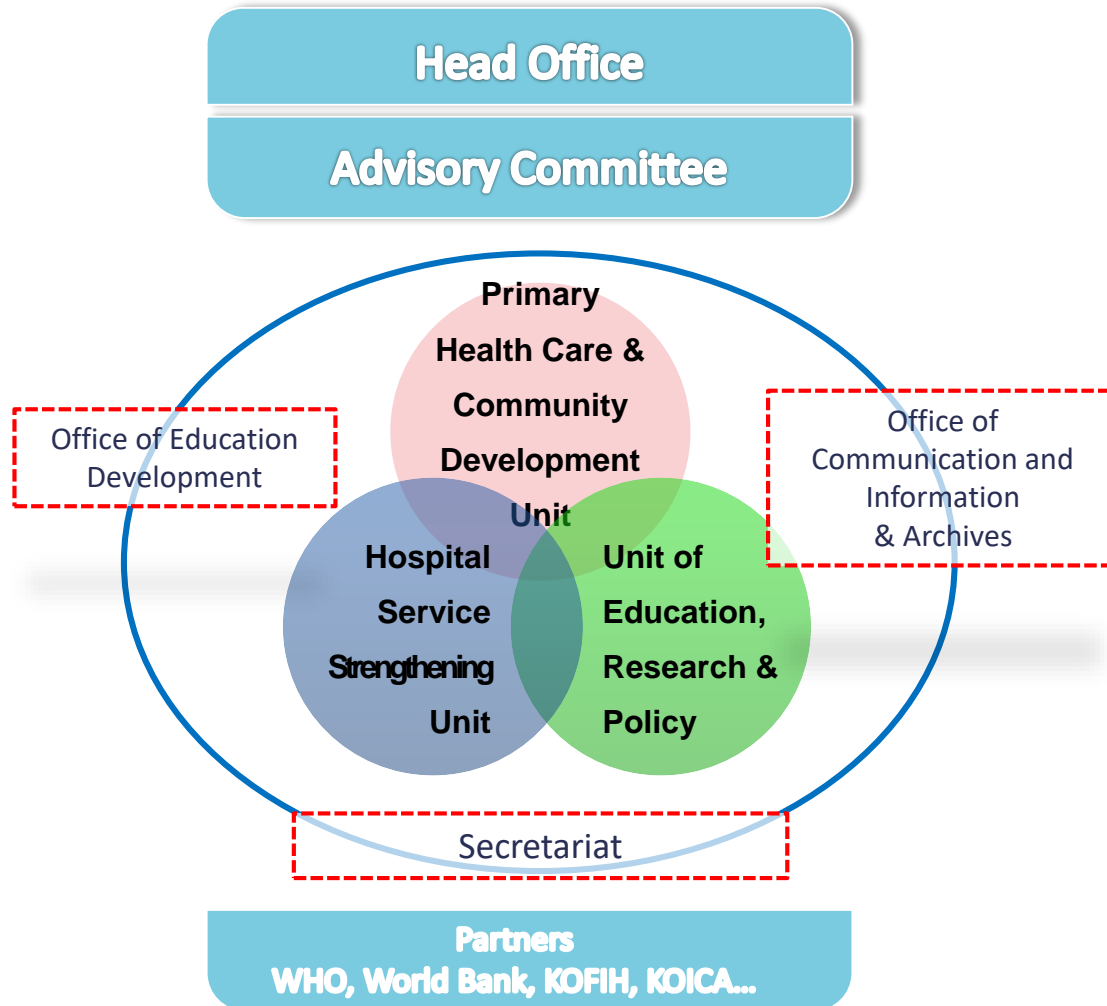 Head Office
Advisory Committee
Primary
Health Care &
Community
Development
Unit
Office of Education
Development
Office of
Communication and
Information
& Archives
Hospital
Service
Strengthening
Unit
Unit of
Education,
Research &
Policy
Secretariat
Partners
WHO, World Bank, KOFIH, KOICA...